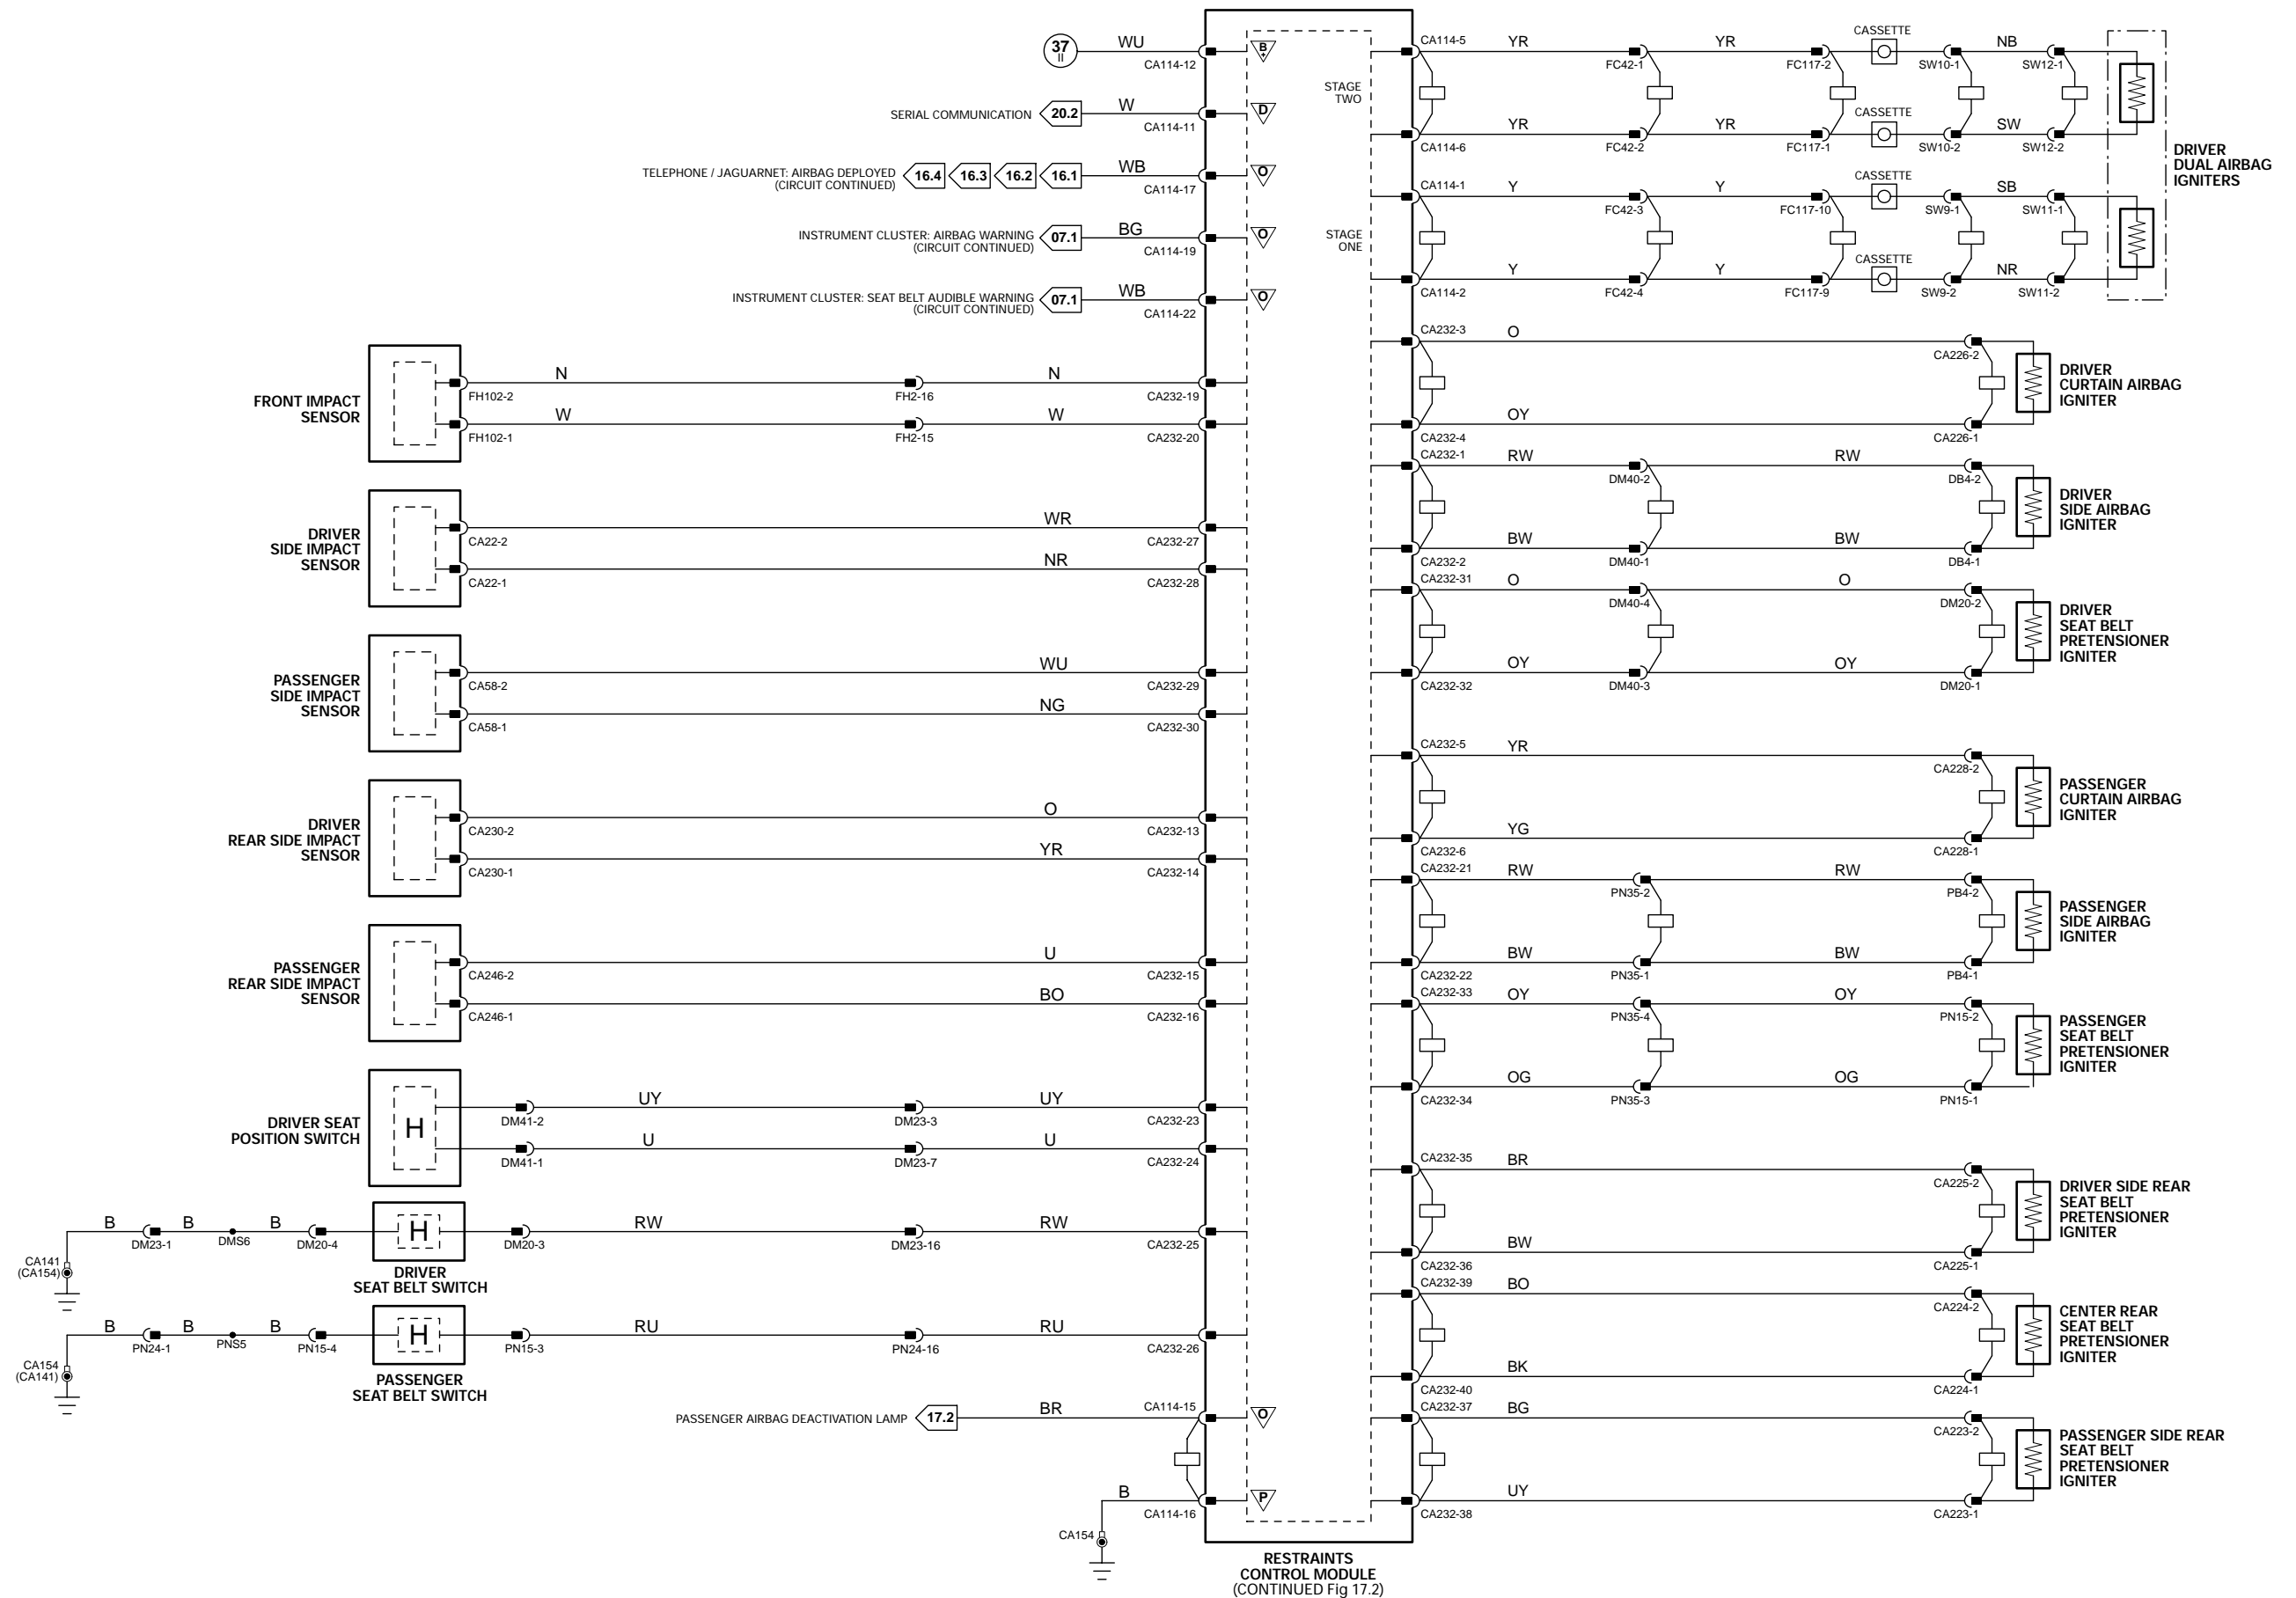 37
II
WU
CA114-12
B
+
SERIAL COMMUNICATION
20.2
W
CA114-11
D
TELEPHONE / JAGUARNET: AIRBAG DEPLOYED
(CIRCUIT CONTINUED)
16.4
16.3
16.2
16.1
WB
CA114-17
O
INSTRUMENT CLUSTER: AIRBAG WARNING
(CIRCUIT CONTINUED)
07.1
BG
CA114-19
O
INSTRUMENT CLUSTER: SEAT BELT AUDIBLE WARNING
(CIRCUIT CONTINUED)
07.1
WB
CA114-22
O
FRONT IMPACT
SENSOR
FH102-2
N
FH2-16
N
CA232-19
FH102-1
W
FH2-15
W
CA232-20
DRIVER
SIDE IMPACT
SENSOR
CA22-2
WR
CA232-27
CA22-1
NR
CA232-28
PASSENGER
SIDE IMPACT
SENSOR
CA58-2
WU
CA232-29
CA58-1
NG
CA232-30
DRIVER
REAR SIDE IMPACT
SENSOR
CA230-2
O
CA232-13
CA230-1
YR
CA232-14
PASSENGER
REAR SIDE IMPACT
SENSOR
CA246-2
U
CA232-15
CA246-1
BO
CA232-16
DRIVER SEAT
POSITION SWITCH
H
DM41-2
UY
DM23-3
UY
CA232-23
DM41-1
U
DM23-7
U
CA232-24
CA141
(CA154)
B
DM23-1
B
DMS6
B
DM20-4
H
DRIVER
SEAT BELT SWITCH
DM20-3
RW
DM23-16
RW
CA232-25
CA154
(CA141)
B
PN24-1
B
PNS5
B
PN15-4
H
PASSENGER
SEAT BELT SWITCH
PN15-3
RU
PN24-16
RU
CA232-26
PASSENGER AIRBAG DEACTIVATION LAMP
17.2
BR
CA114-15
O
CA154
B
CA114-16
P
RESTRAINTS
CONTROL MODULE
(CONTINUED Fig 17.2)
STAGE
TWO
CA114-5
YR
FC42-1
YR
FC117-2
CASSETTE
SW10-1
NB
SW12-1
CA114-6
YR
FC42-2
YR
FC117-1
CASSETTE
SW10-2
SW
SW12-2
STAGE
ONE
CA114-1
Y
FC42-3
Y
FC117-10
CASSETTE
SW9-1
SB
SW11-1
CA114-2
Y
FC42-4
Y
FC117-9
CASSETTE
SW9-2
NR
SW11-2
DRIVER
DUAL AIRBAG
IGNITERS
CA232-3
O
CA226-2
CA232-4
OY
CA226-1
DRIVER
CURTAIN AIRBAG
IGNITER
CA232-1
RW
DM40-2
RW
DB4-2
CA232-2
BW
DM40-1
BW
DB4-1
DRIVER
SIDE AIRBAG
IGNITER
CA232-31
O
DM40-4
O
DM20-2
CA232-32
OY
DM40-3
OY
DM20-1
DRIVER
SEAT BELT
PRETENSIONER
IGNITER
CA232-5
YR
CA228-2
CA232-6
YG
CA228-1
PASSENGER
CURTAIN AIRBAG
IGNITER
CA232-21
RW
PN35-2
RW
PB4-2
CA232-22
BW
PN35-1
BW
PB4-1
PASSENGER
SIDE AIRBAG
IGNITER
CA232-33
OY
PN35-4
OY
PN15-2
CA232-34
OG
PN35-3
OG
PN15-1
PASSENGER
SEAT BELT
PRETENSIONER
IGNITER
CA232-35
BR
CA225-2
CA232-36
BW
CA225-1
DRIVER SIDE REAR
SEAT BELT
PRETENSIONER
IGNITER
CA232-39
BO
CA224-2
CA232-40
BK
CA224-1
CENTER REAR
SEAT BELT
PRETENSIONER
IGNITER
CA232-37
BG
CA223-2
CA232-38
UY
CA223-1
PASSENGER SIDE REAR
SEAT BELT
PRETENSIONER
IGNITER